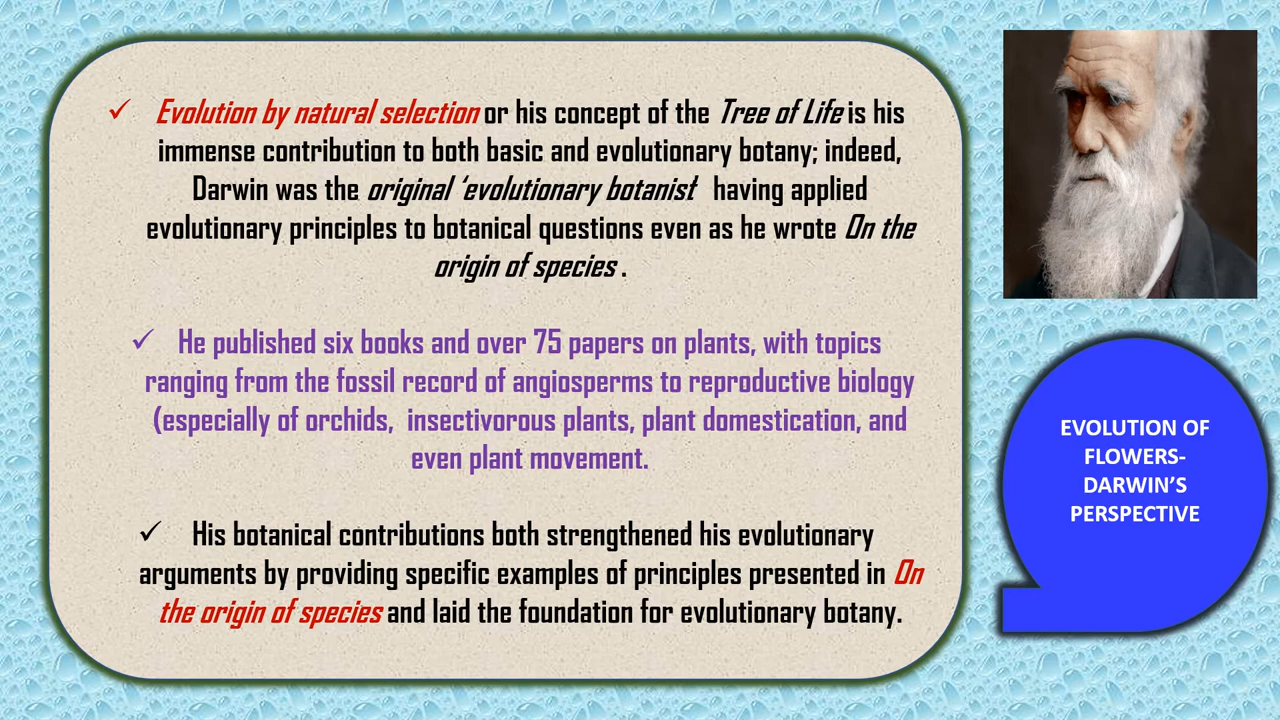 ✓ Evolution by natural selection or his concept of the Tree of Life is his
immense contribution to both basic and evolutionary botany; indeed,
Darwin was the original ‘evolutionary botanist’ having applied
evolutionary principles to botanical questions even as he wrote On the
origin of species .
✓ He published six books and over 75 papers on plants, with topics
ranging from the fossil record of angiosperms to reproductive biology
(especially of orchids, insectivorous plants, plant domestication, and
even plant movement.
✓ His botanical contributions both strengthened his evolutionary
arguments by providing specific examples of principles presented in On
the origin of species and laid the foundation for evolutionary botany.
EVOLUTION OF
FLOWERS-
DARWIN’S
PERSPECTIVE